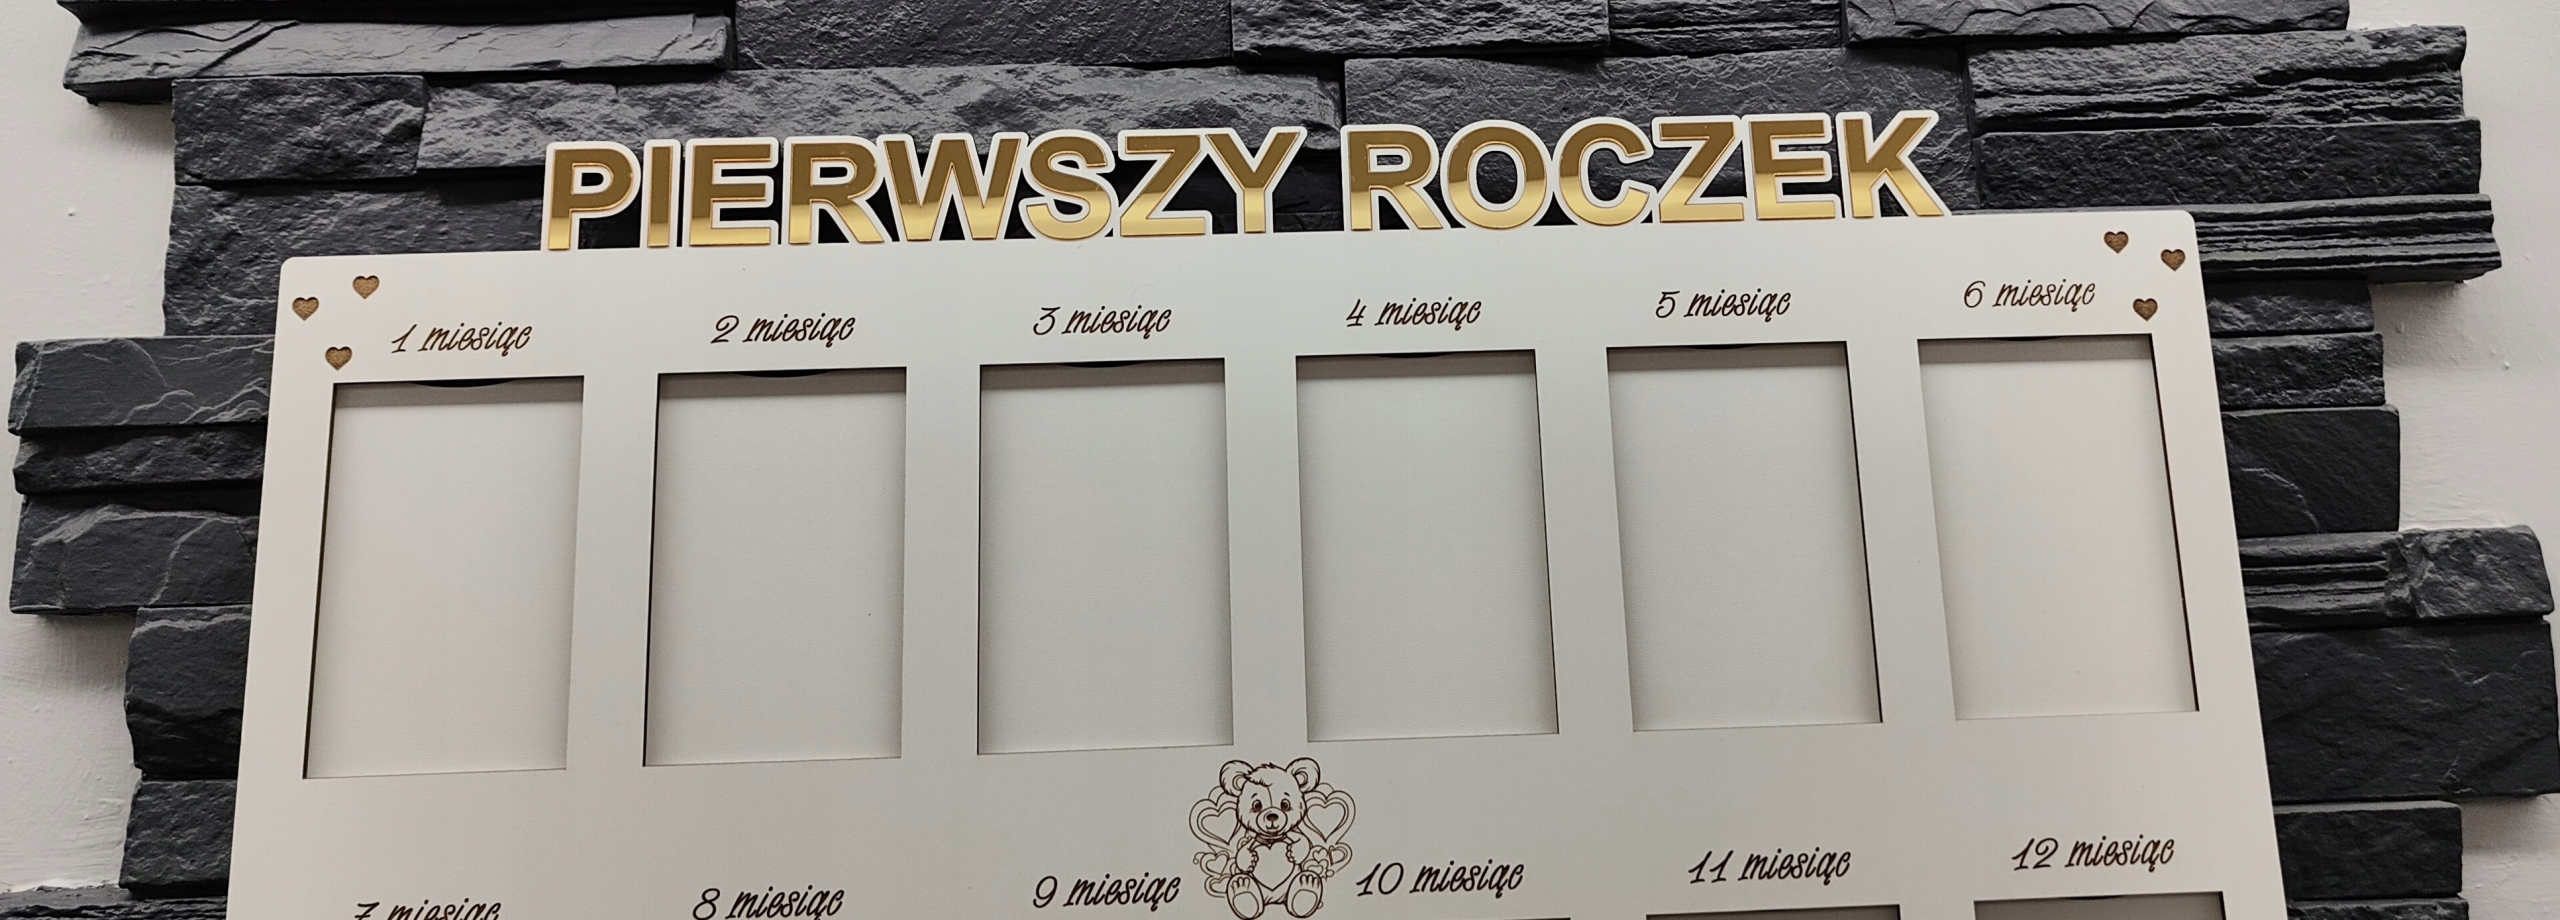 PIERWSZY ROCZEK
1 miesiąc 2 miesiąc 3 miesiąc 4 miesiąc 5 miesiąc 6 miesiąc
7 miesiąc 8 miesiąc 9 miesiąc 10 miesiąc 11 miesiąc 12 miesiąc